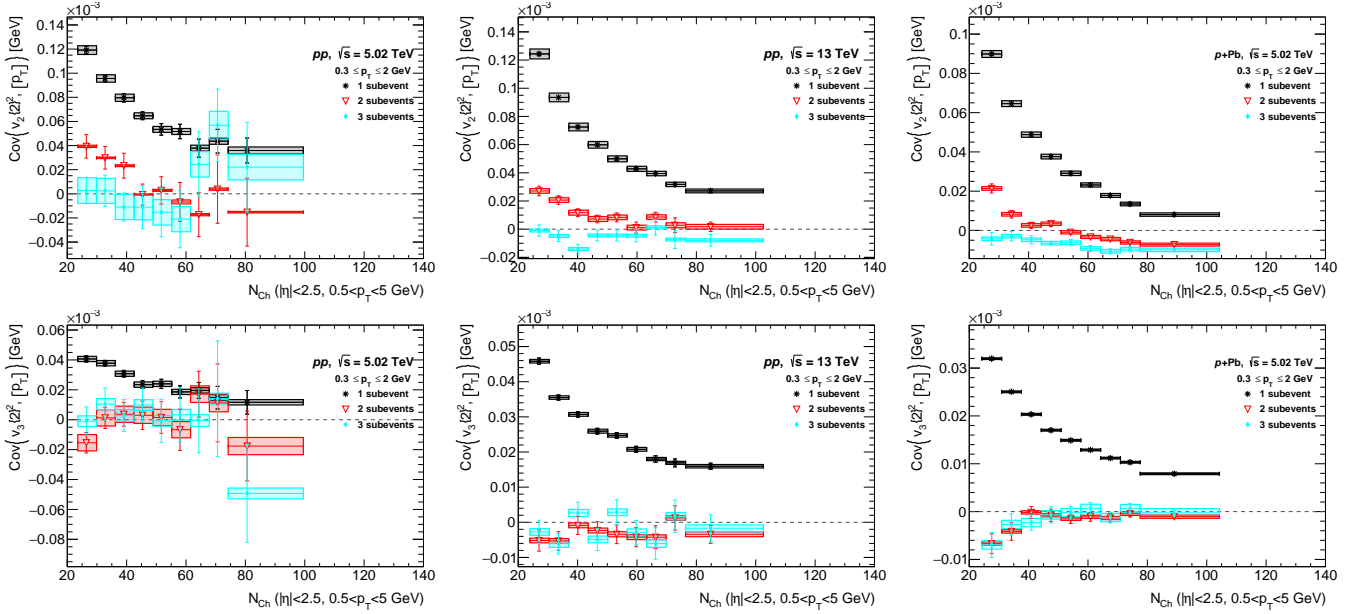 ×10⁻³
Cov{ v₂{2}², [p_T] } [GeV]
0.14
0.12
0.1
0.08
0.06
0.04
0.02
0
−0.02
−0.04
pp, √s = 5.02 TeV
0.3 ≤ p_T ≤ 2 GeV
1 subevent
2 subevents
3 subevents
20 40 60 80 100 120 140
N_Ch (|η|<2.5, 0.5<p_T<5 GeV)
×10⁻³
Cov{ v₂{2}², [p_T] } [GeV]
0.14
0.12
0.1
0.08
0.06
0.04
0.02
0
−0.02
pp, √s = 13 TeV
0.3 ≤ p_T ≤ 2 GeV
1 subevent
2 subevents
3 subevents
20 40 60 80 100 120 140
N_Ch (|η|<2.5, 0.5<p_T<5 GeV)
×10⁻³
Cov{ v₂{2}², [p_T] } [GeV]
0.1
0.08
0.06
0.04
0.02
0
p+Pb, √s = 5.02 TeV
0.3 ≤ p_T ≤ 2 GeV
1 subevent
2 subevents
3 subevents
20 40 60 80 100 120 140
N_Ch (|η|<2.5, 0.5<p_T<5 GeV)
×10⁻³
Cov{ v₃{2}², [p_T] } [GeV]
0.06
0.04
0.02
0
−0.02
−0.04
−0.06
−0.08
pp, √s = 5.02 TeV
0.3 ≤ p_T ≤ 2 GeV
1 subevent
2 subevents
3 subevents
20 40 60 80 100 120 140
N_Ch (|η|<2.5, 0.5<p_T<5 GeV)
×10⁻³
Cov{ v₃{2}², [p_T] } [GeV]
0.05
0.04
0.03
0.02
0.01
0
−0.01
pp, √s = 13 TeV
0.3 ≤ p_T ≤ 2 GeV
1 subevent
2 subevents
3 subevents
20 40 60 80 100 120 140
N_Ch (|η|<2.5, 0.5<p_T<5 GeV)
×10⁻³
Cov{ v₃{2}², [p_T] } [GeV]
0.03
0.02
0.01
0
−0.01
p+Pb, √s = 5.02 TeV
0.3 ≤ p_T ≤ 2 GeV
1 subevent
2 subevents
3 subevents
20 40 60 80 100 120 140
N_Ch (|η|<2.5, 0.5<p_T<5 GeV)